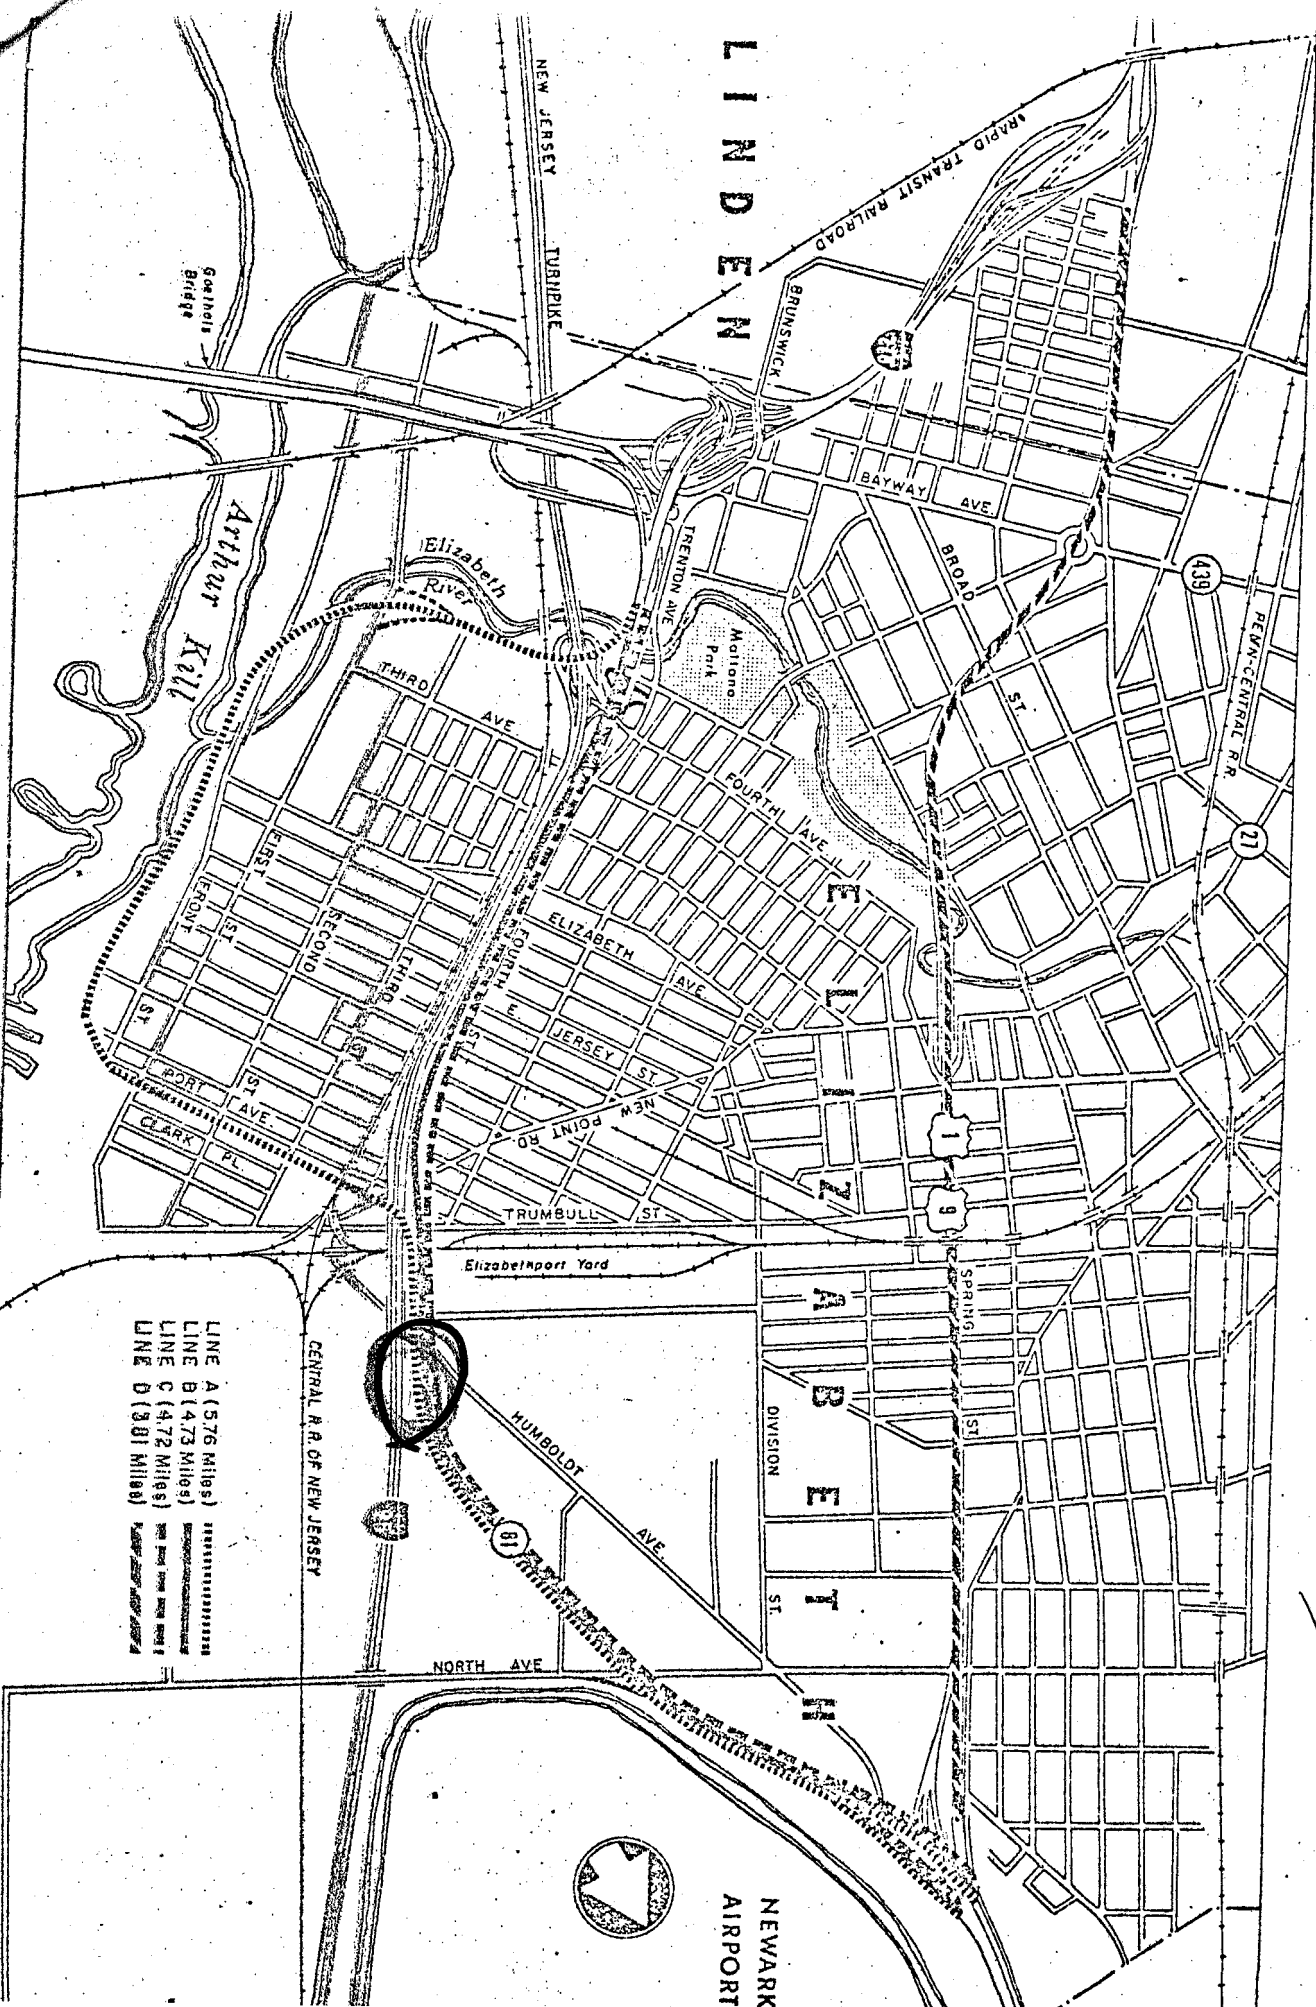 LINDEN
ELIZABETH
NEWARK
AIRPORT
NEW JERSEY
TURNPIKE
RAPID TRANSIT RAILROAD
BRUNSWICK
Goethals
Bridge
Arthur Kill
Elizabeth
River
TRENTON AVE
Mattano
Park
BAYWAY AVE.
BROAD
ST.
439
PENN-CENTRAL R.R.
27
THIRD
AVE
FOURTH AVE
ELIZABETH AVE.
FOURTH
ST
E. JERSEY ST.
NEW
POINT RD
FIRST
ST
SECOND
ST
THIRD
ST.
FRONT
ST
PORT AVE.
CLARK PL.
TRUMBULL ST
Elizabethport Yard
1
9
SPRING
ST.
DIVISION
ST.
HUMBOLDT
AVE.
81
NORTH AVE
CENTRAL R.R. OF NEW JERSEY
LINE A (5.76 Miles)
LINE B (4.73 Miles)
LINE C (4.72 Miles)
LINE D (3.81 Miles)